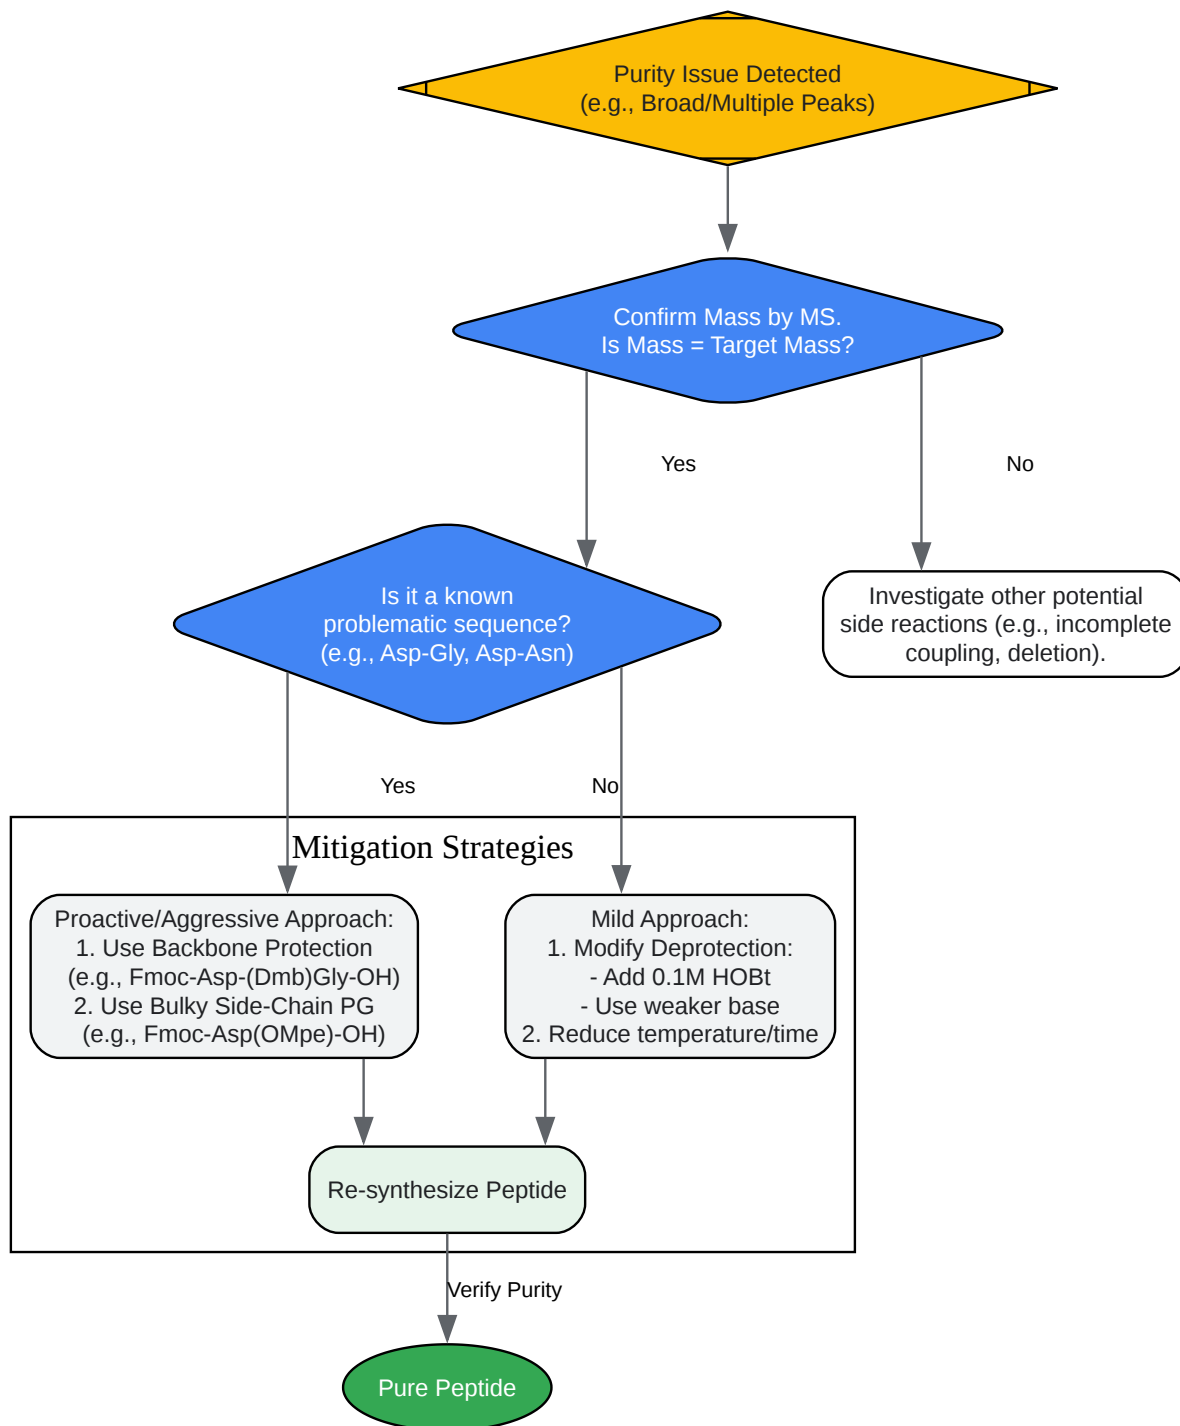 Purity Issue Detected
(e.g., Broad/Multiple Peaks)
Confirm Mass by MS.
Is Mass = Target Mass?
Yes
No
Is it a known
problematic sequence?
(e.g., Asp-Gly, Asp-Asn)
Investigate other potential
side reactions (e.g., incomplete
coupling, deletion).
Yes
No
Mitigation Strategies
Proactive/Aggressive Approach:
1. Use Backbone Protection
(e.g., Fmoc-Asp-(Dmb)Gly-OH)
2. Use Bulky Side-Chain PG
(e.g., Fmoc-Asp(OMpe)-OH)
Mild Approach:
1. Modify Deprotection:
- Add 0.1M HOBt
- Use weaker base
2. Reduce temperature/time
Re-synthesize Peptide
Verify Purity
Pure Peptide